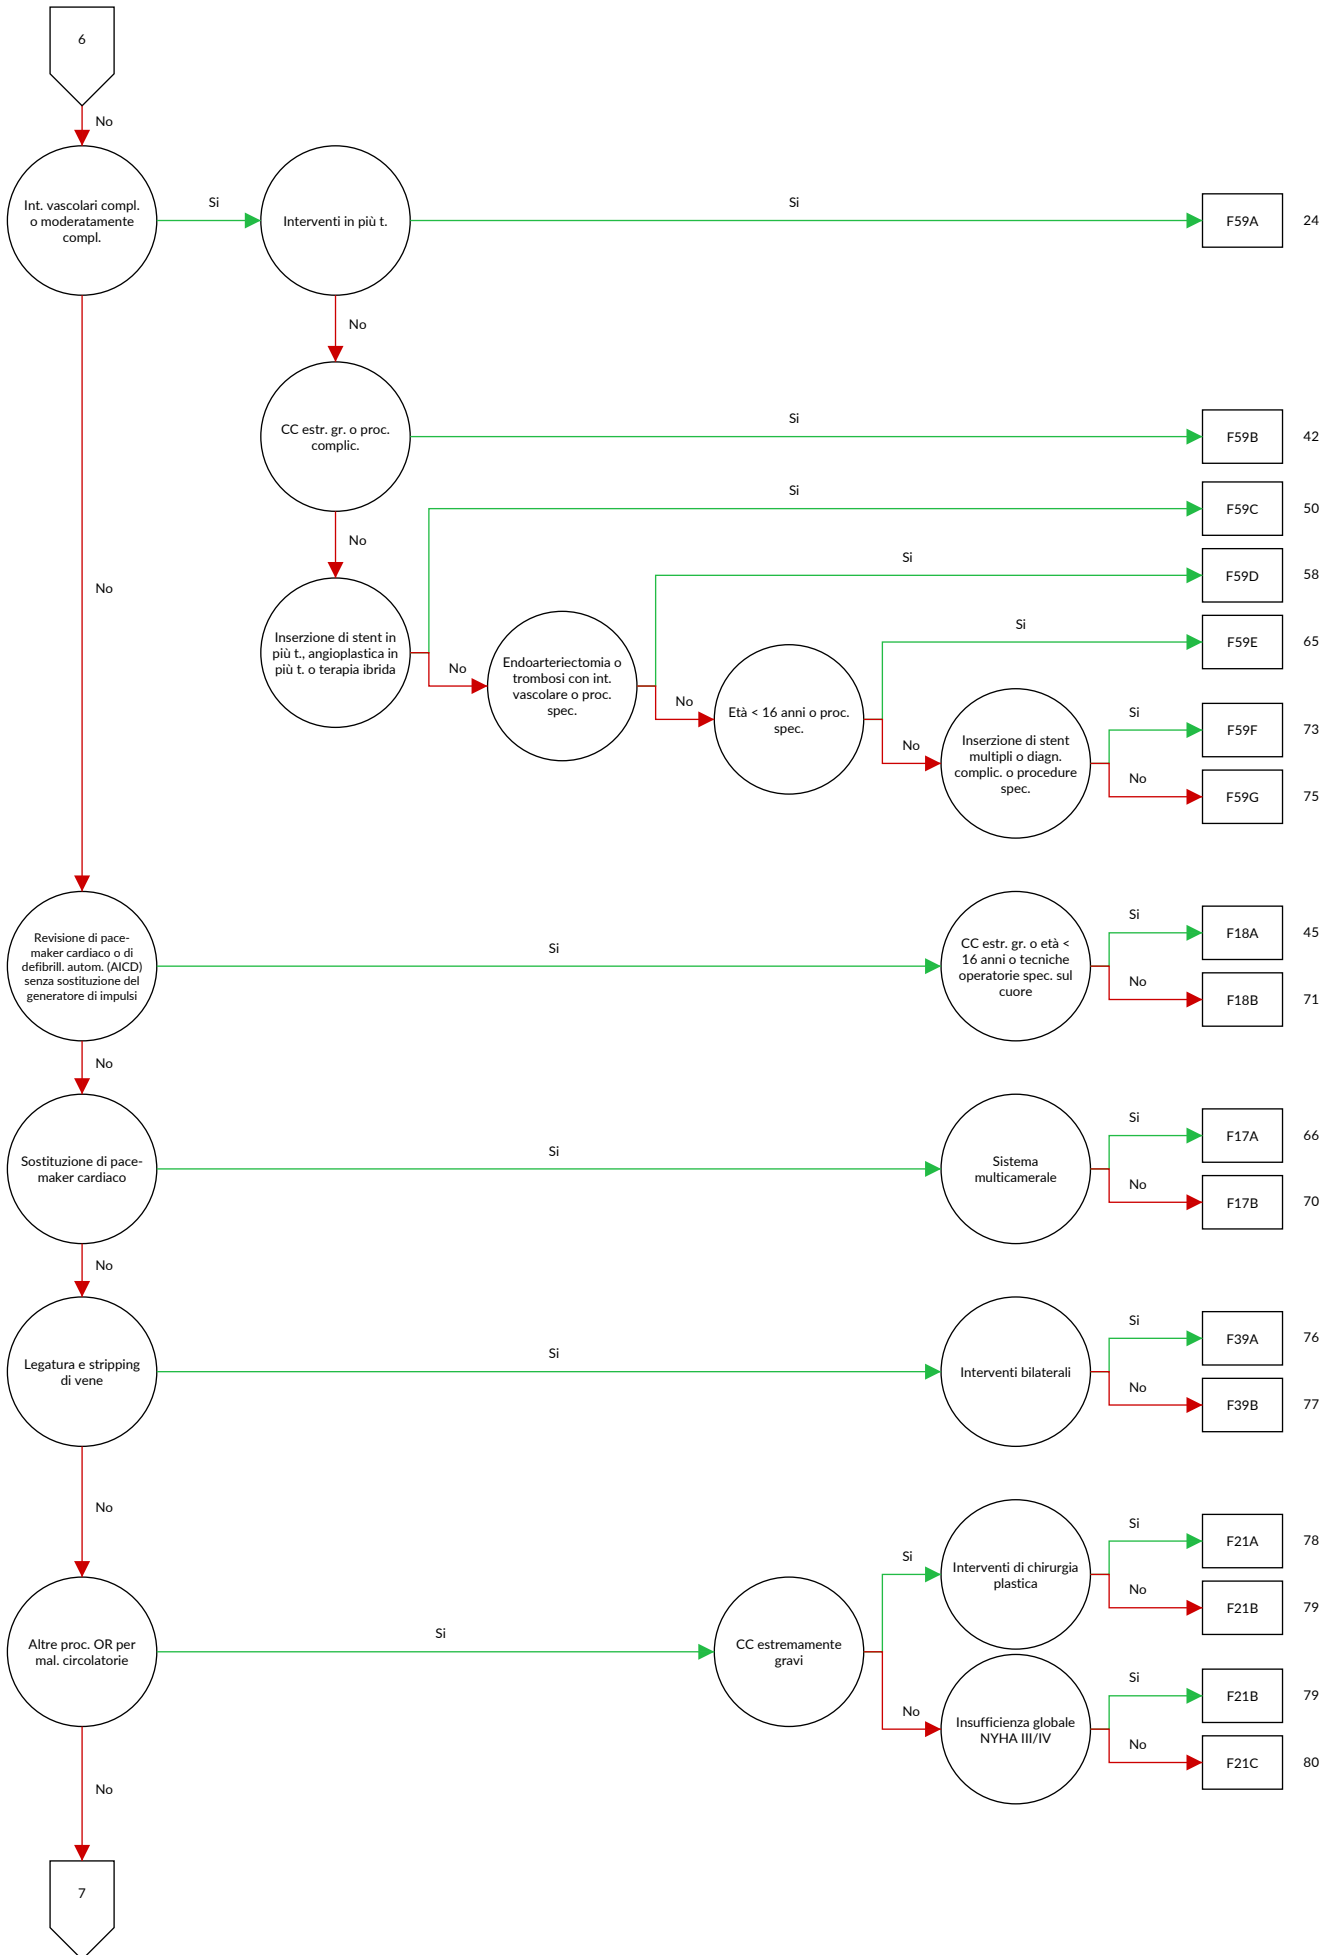 6
No
Int. vascolari compl.
o moderatamente
compl.
Si
Interventi in più t.
Si
F59A
24
No
CC estr. gr. o proc.
complic.
Si
F59B
42
No
Si
F59C
50
Inserzione di stent in
più t., angioplastica in
più t. o terapia ibrida
No
Si
F59D
58
Endoarteriectomia o
trombosi con int.
vascolare o proc.
spec.
No
Si
F59E
65
Età < 16 anni o proc.
spec.
No
Inserzione di stent
multipli o diagn.
complic. o procedure
spec.
Si
F59F
73
No
F59G
75
No
Revisione di pace-
maker cardiaco o di
defibrill. autom. (AICD)
senza sostituzione del
generatore di impulsi
Si
CC estr. gr. o età <
16 anni o tecniche
operatorie spec. sul
cuore
Si
F18A
45
No
F18B
71
No
Sostituzione di pace-
maker cardiaco
Si
Sistema
multicamerale
Si
F17A
66
No
F17B
70
No
Legatura e stripping
di vene
Si
Interventi bilaterali
Si
F39A
76
No
F39B
77
No
Altre proc. OR per
mal. circolatorie
Si
CC estremamente
gravi
Si
Interventi di chirurgia
plastica
Si
F21A
78
No
F21B
79
No
Insufficienza globale
NYHA III/IV
Si
F21B
79
No
F21C
80
No
7